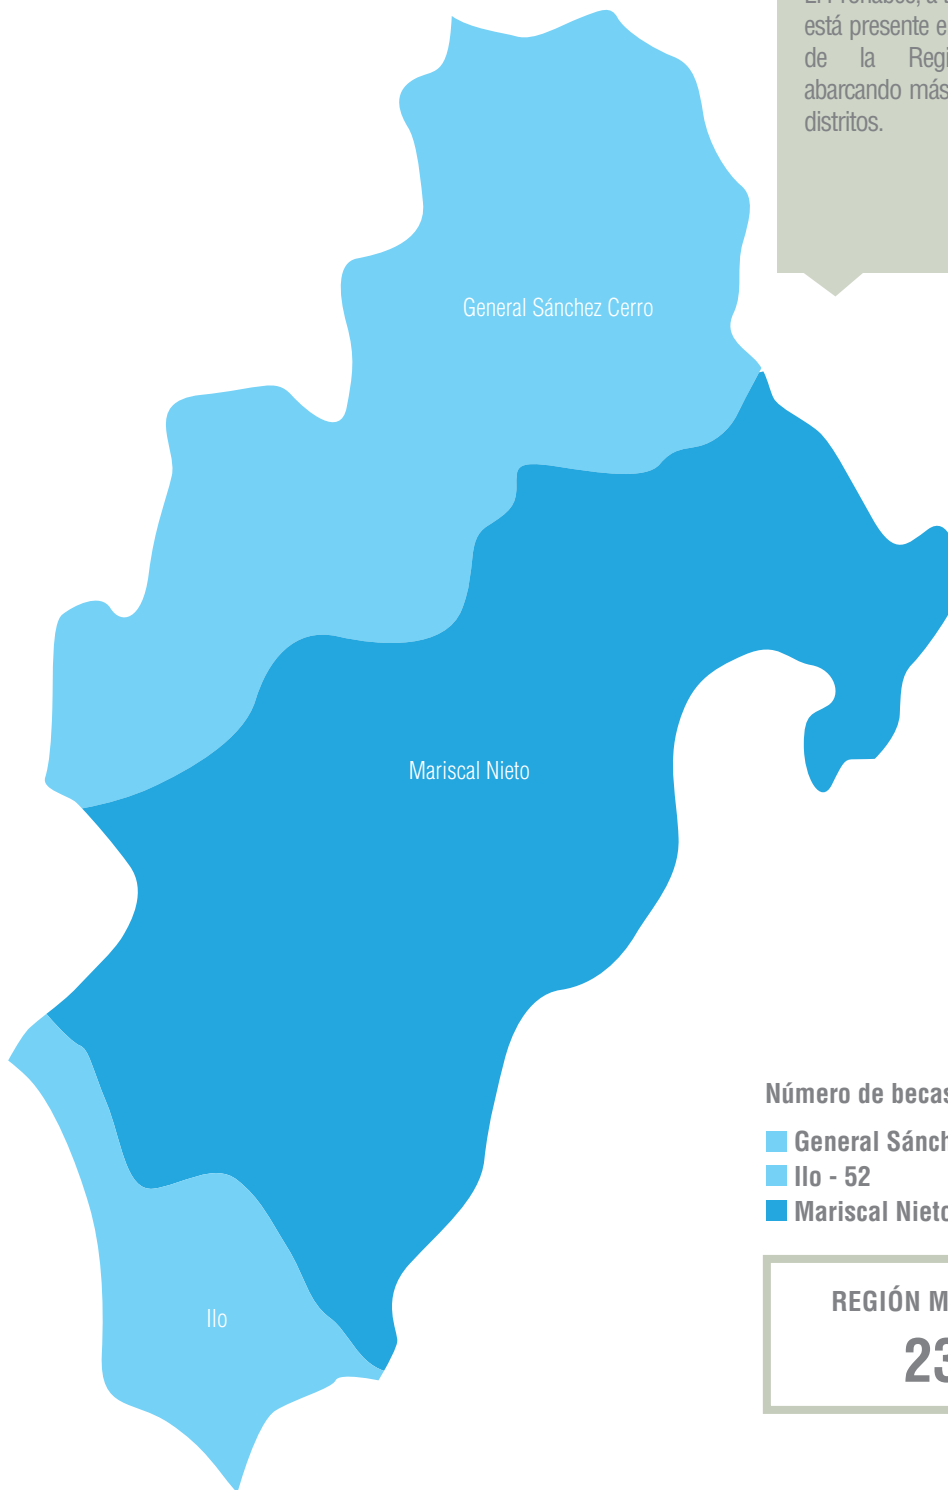 está presente e
de la Regi
abarcando más
distritos.
General Sánchez Cerro
Mariscal Nieto
Ilo
Número de becas
General Sánch
Ilo - 52
Mariscal Nieto
REGIÓN M
23